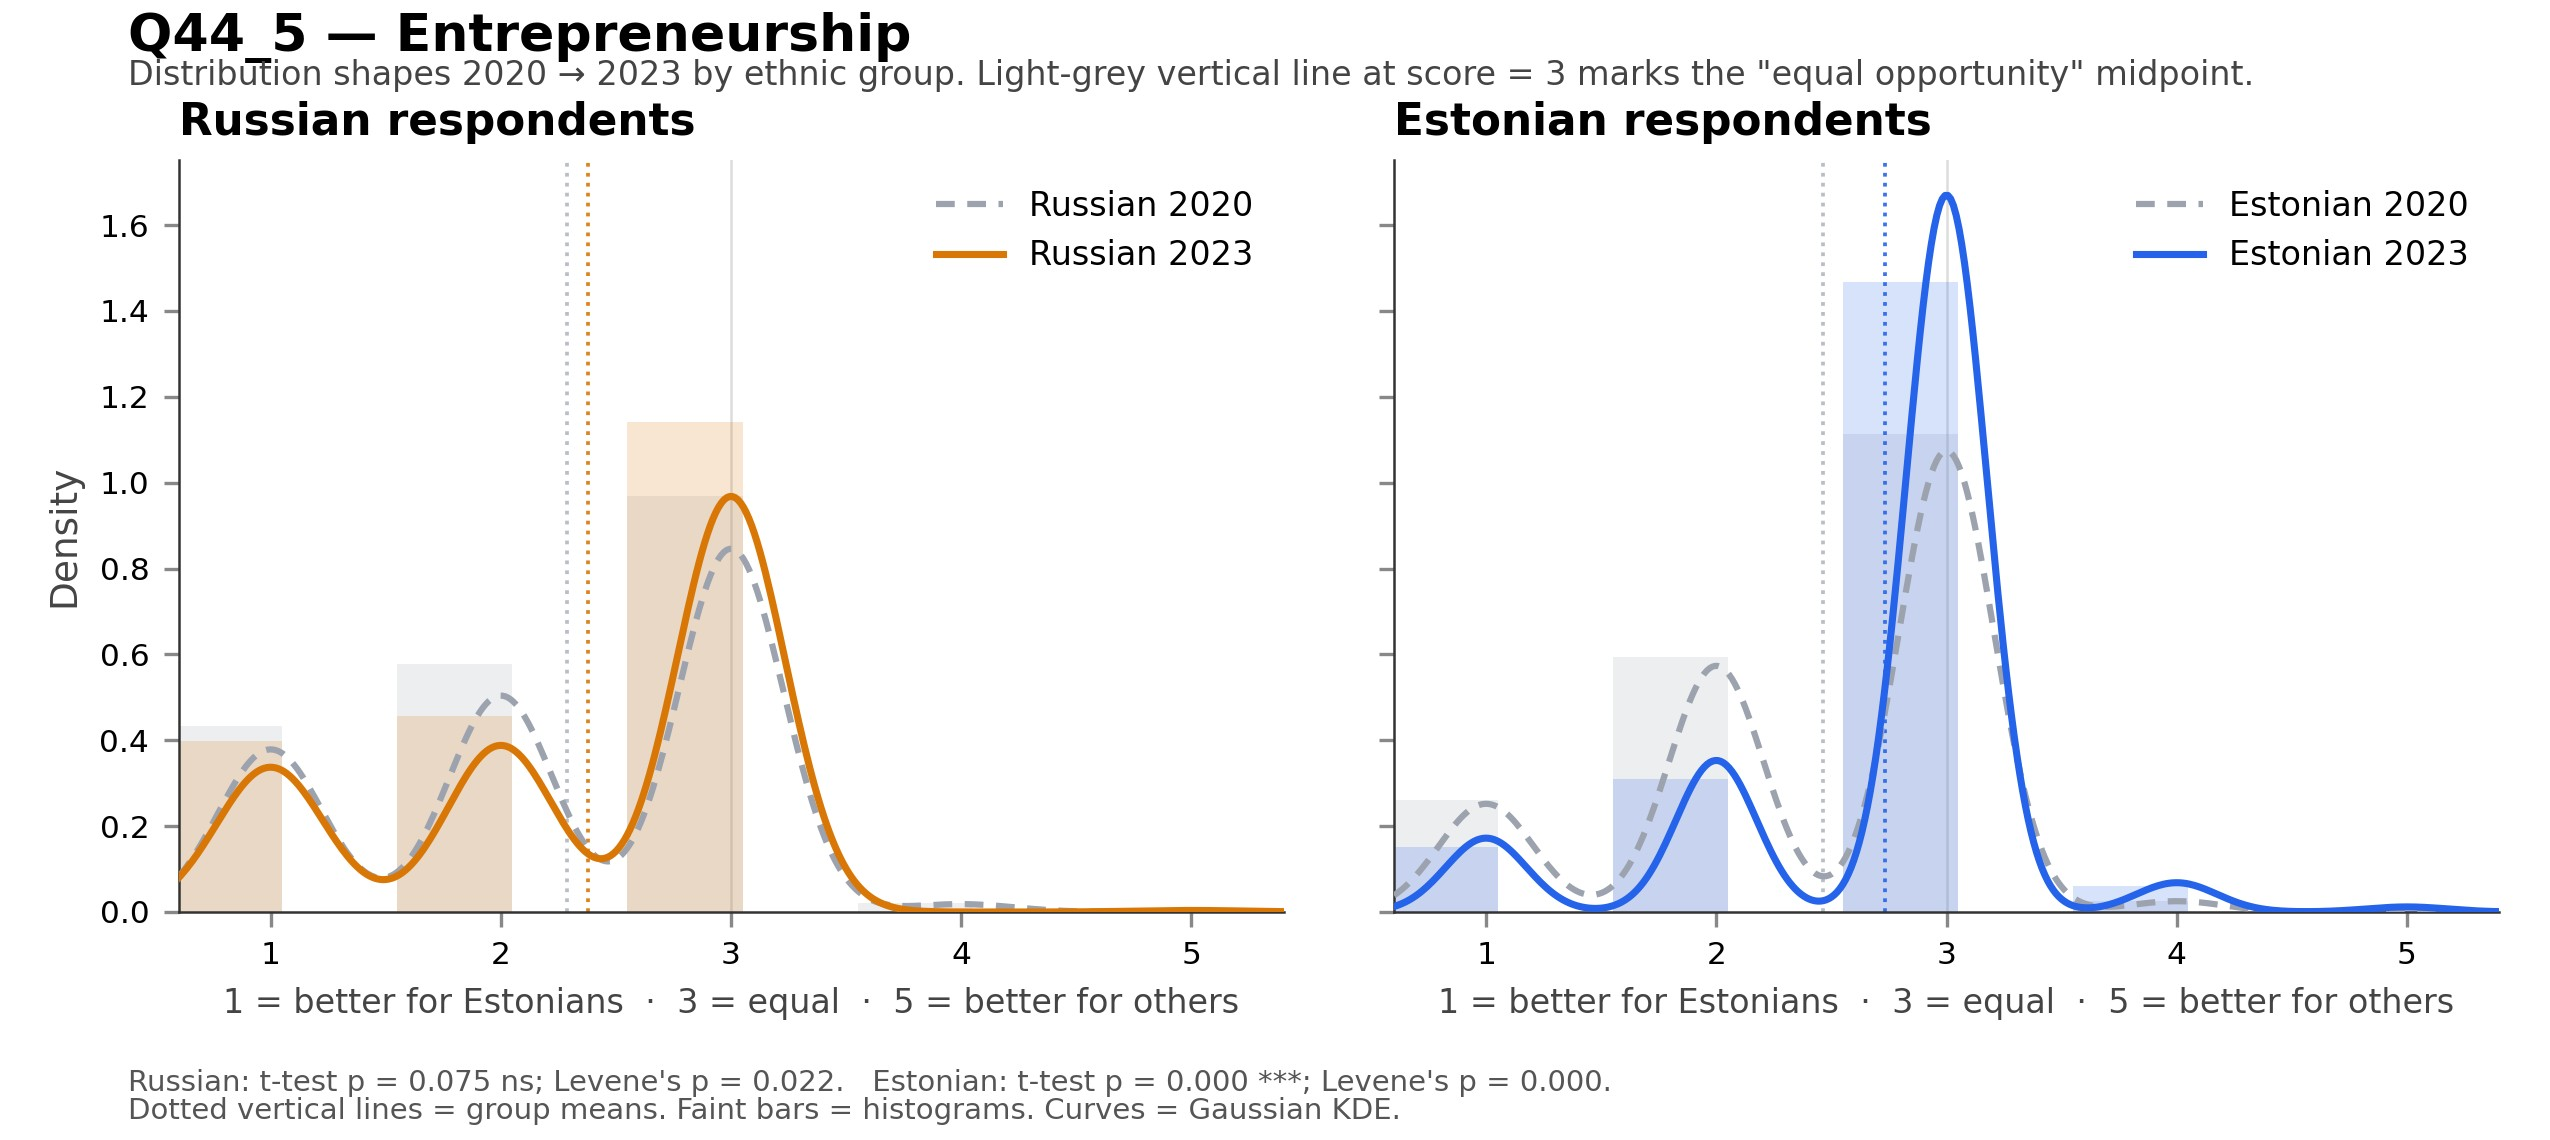 Q44_5 — Entrepreneurship
Distribution shapes 2020 → 2023 by ethnic group. Light-grey vertical line at score = 3 marks the "equal opportunity" midpoint.
Russian respondents
Estonian respondents
Russian 2020
Russian 2023
Estonian 2020
Estonian 2023
Density
1.6
1.4
1.2
1.0
0.8
0.6
0.4
0.2
0.0
1 2 3 4 5
1 2 3 4 5
1 = better for Estonians · 3 = equal · 5 = better for others
1 = better for Estonians · 3 = equal · 5 = better for others
Russian: t-test p = 0.075 ns; Levene's p = 0.022. Estonian: t-test p = 0.000 ***; Levene's p = 0.000.
Dotted vertical lines = group means. Faint bars = histograms. Curves = Gaussian KDE.